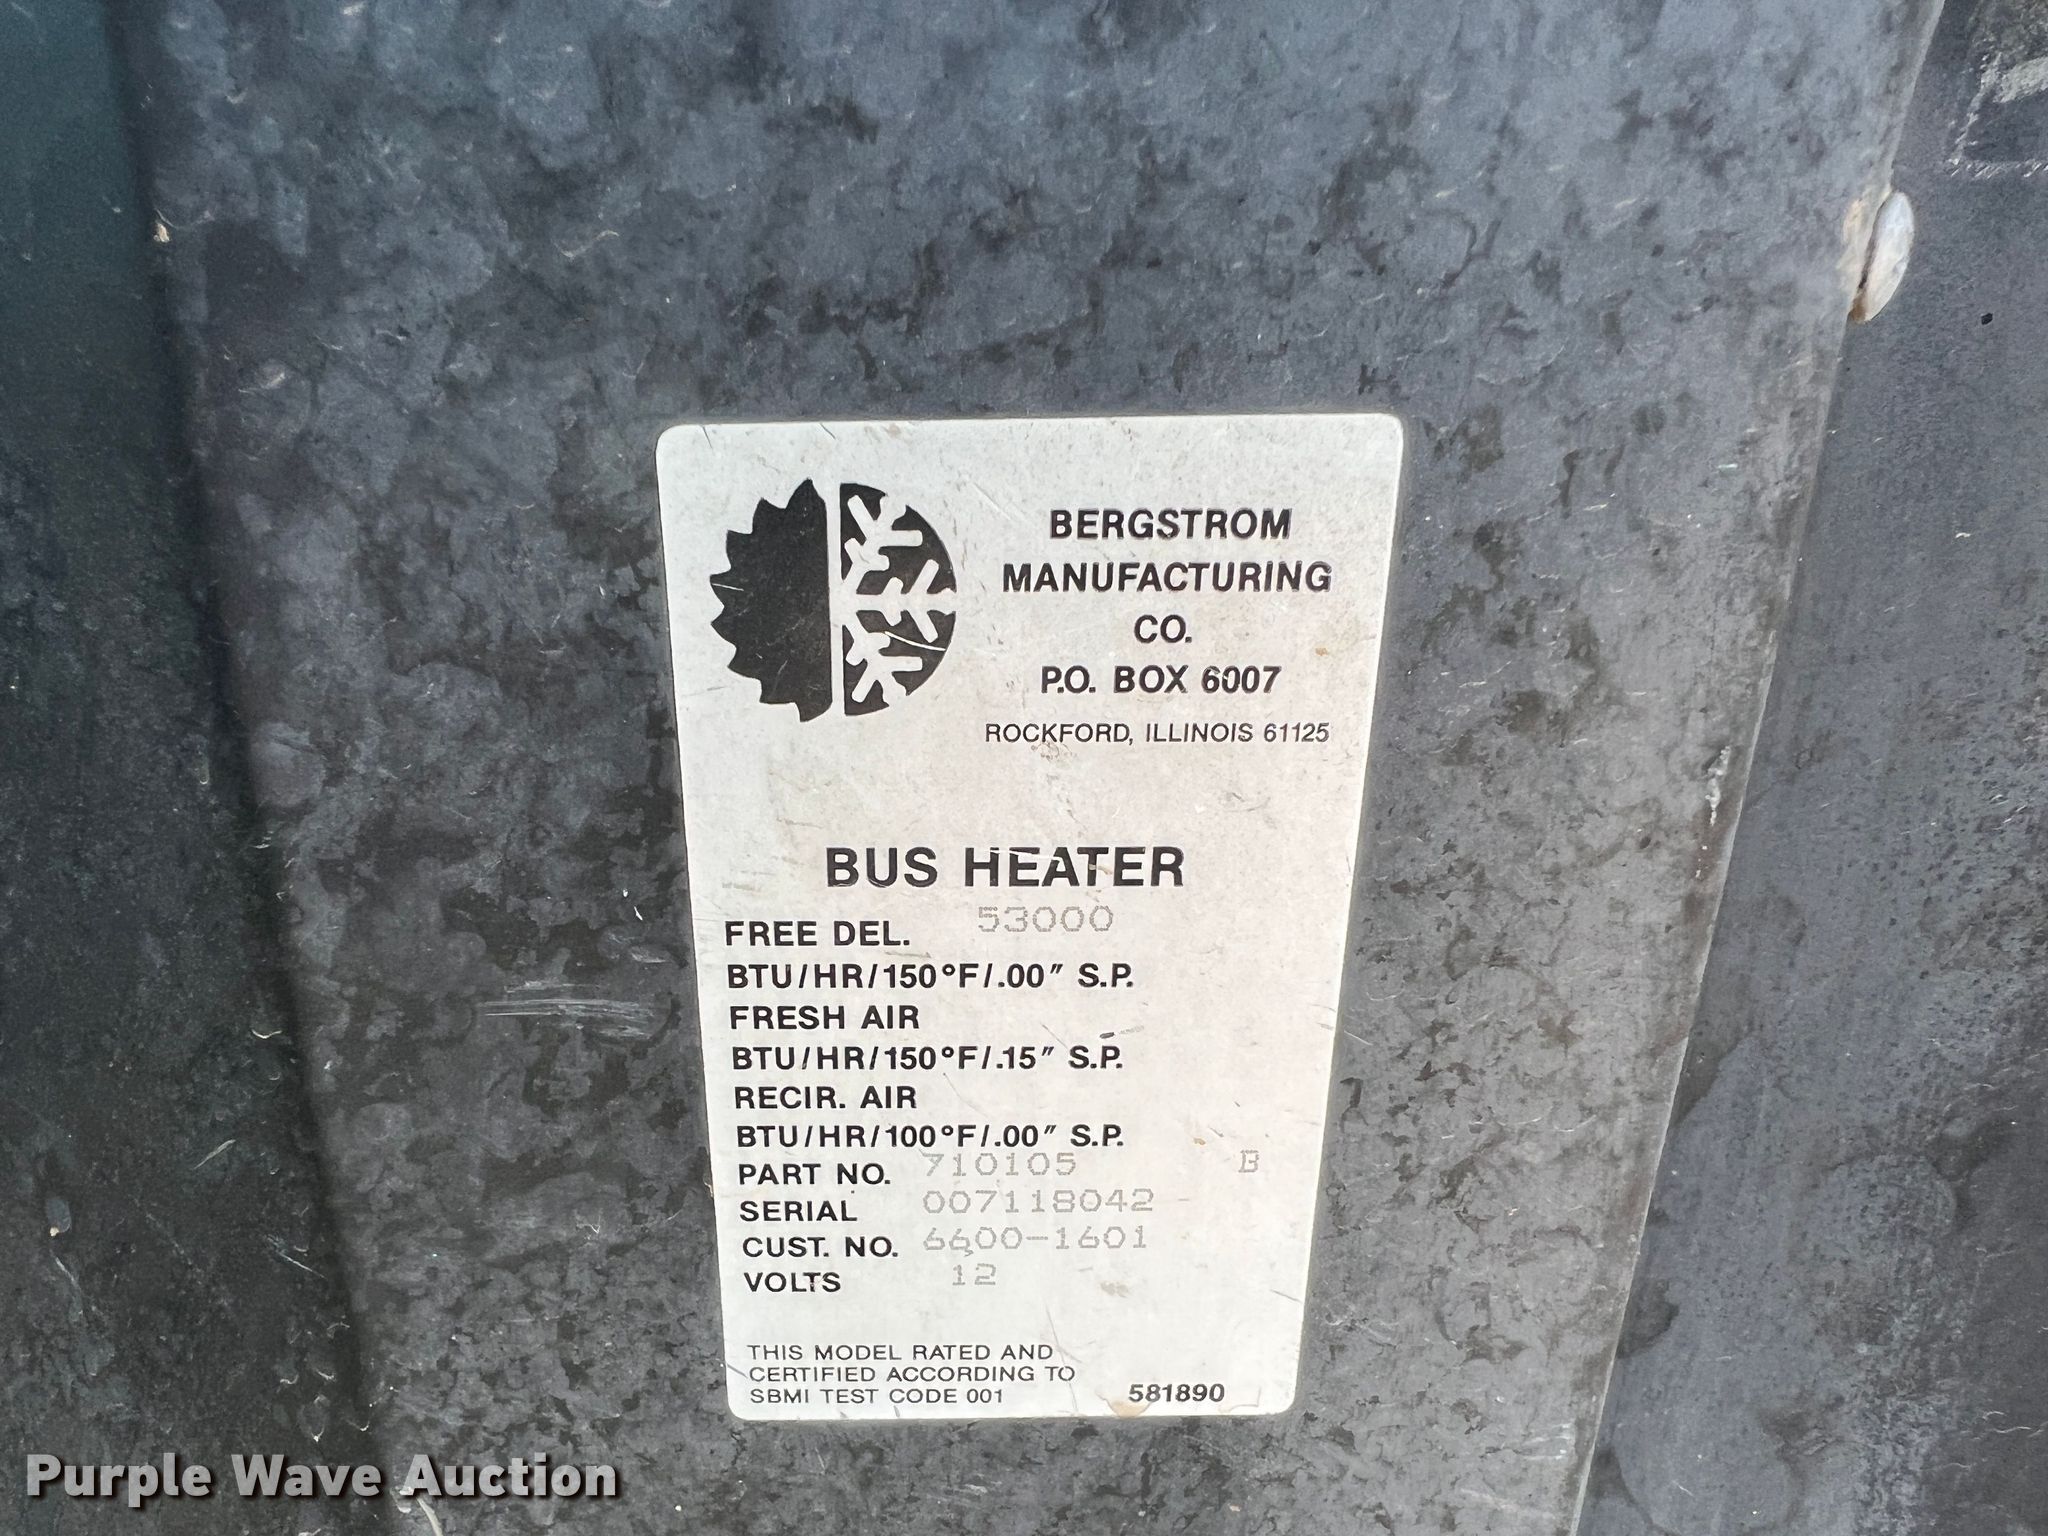 BERGSTROM
MANUFACTURING
CO.
P.O. BOX 6007
ROCKFORD, ILLINOIS 61125
BUS HEATER
FREE DEL. 53000
BTU/HR/150°F/.00" S.P.
FRESH AIR
BTU/HR/150°F/.15" S.P.
RECIR. AIR
BTU/HR/100°F/.00" S.P.
PART NO. 710105 B
SERIAL 007118042
CUST. NO. 6600-1601
VOLTS 12
THIS MODEL RATED AND
CERTIFIED ACCORDING TO
SBMI TEST CODE 001 581890
Purple Wave Auction